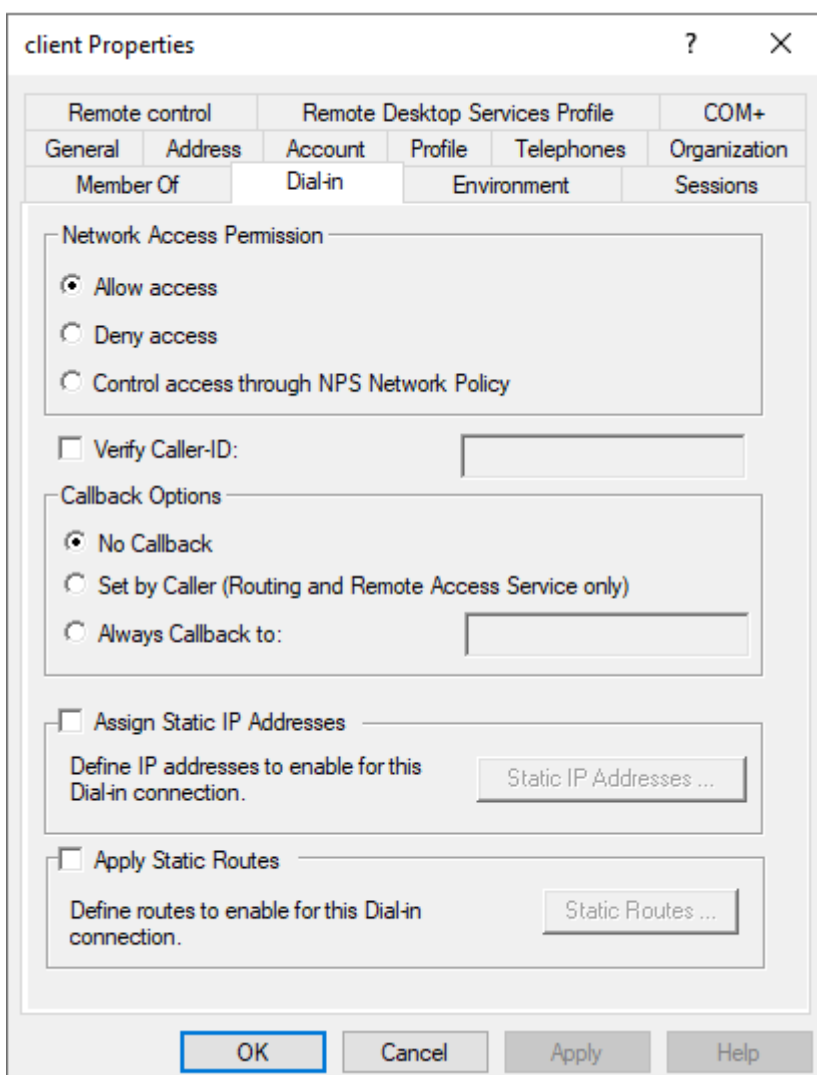 client Properties
?
Remote control
Remote Desktop Services Profile
COM+
General
Address
Account
Profile
Telephones
Organization
Member Of
Dial-in
Environment
Sessions
Network Access Permission
Allow access
Deny access
Control access through NPS Network Policy
Verify Caller-ID:
Callback Options
No Callback
Set by Caller (Routing and Remote Access Service only)
Always Callback to:
Assign Static IP Addresses
Define IP addresses to enable for this
Dial-in connection.
Static IP Addresses ...
Apply Static Routes
Define routes to enable for this Dial-in
connection.
Static Routes ...
OK
Cancel
Apply
Help